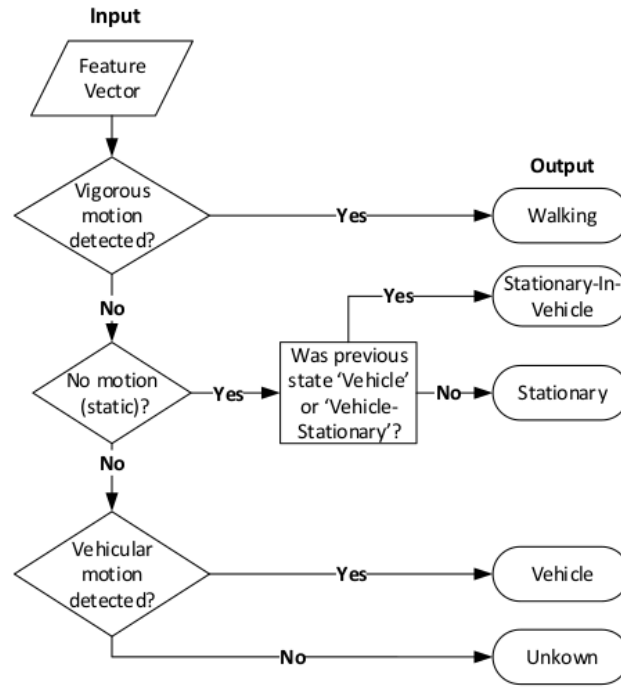 Input
Feature
Vector
Output
Vigorous
motion
detected?
Yes
Walking
No
Yes
Stationary-In-
Vehicle
No motion
(static)?
Yes
Was previous
state ‘Vehicle’
or ‘Vehicle-
Stationary’?
No
Stationary
No
Vehicular
motion
detected?
Yes
Vehicle
No
Unkown